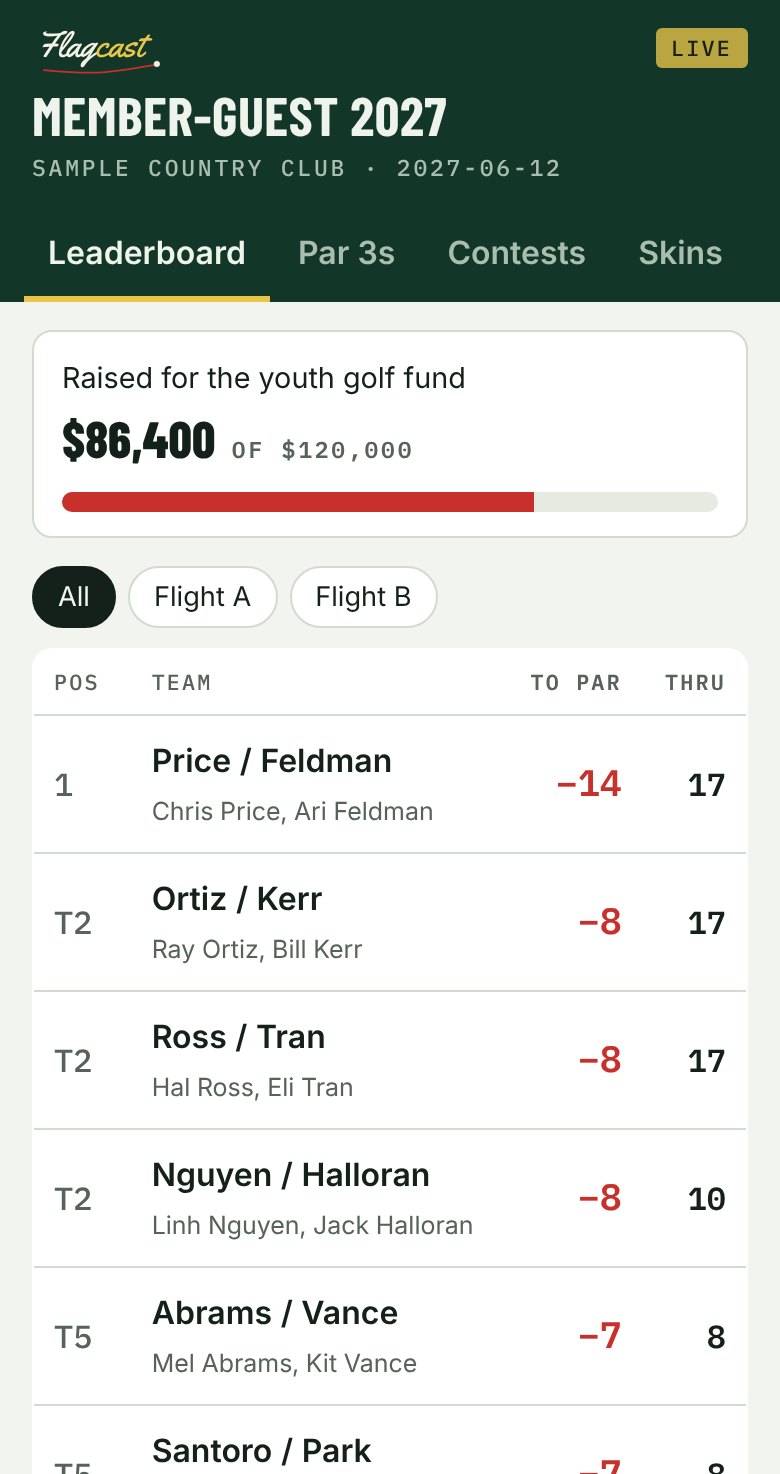 Flagcast
LIVE
MEMBER-GUEST 2027
SAMPLE COUNTRY CLUB · 2027-06-12
Leaderboard Par 3s Contests Skins
Raised for the youth golf fund
$86,400 OF $120,000
All Flight A Flight B
POS TEAM TO PAR THRU
Price / Feldman
1 −14 17
Chris Price, Ari Feldman
Ortiz / Kerr
T2 −8 17
Ray Ortiz, Bill Kerr
Ross / Tran
T2 −8 17
Hal Ross, Eli Tran
Nguyen / Halloran
T2 −8 10
Linh Nguyen, Jack Halloran
Abrams / Vance
T5 −7 8
Mel Abrams, Kit Vance
Santoro / Park
T5 −7 8